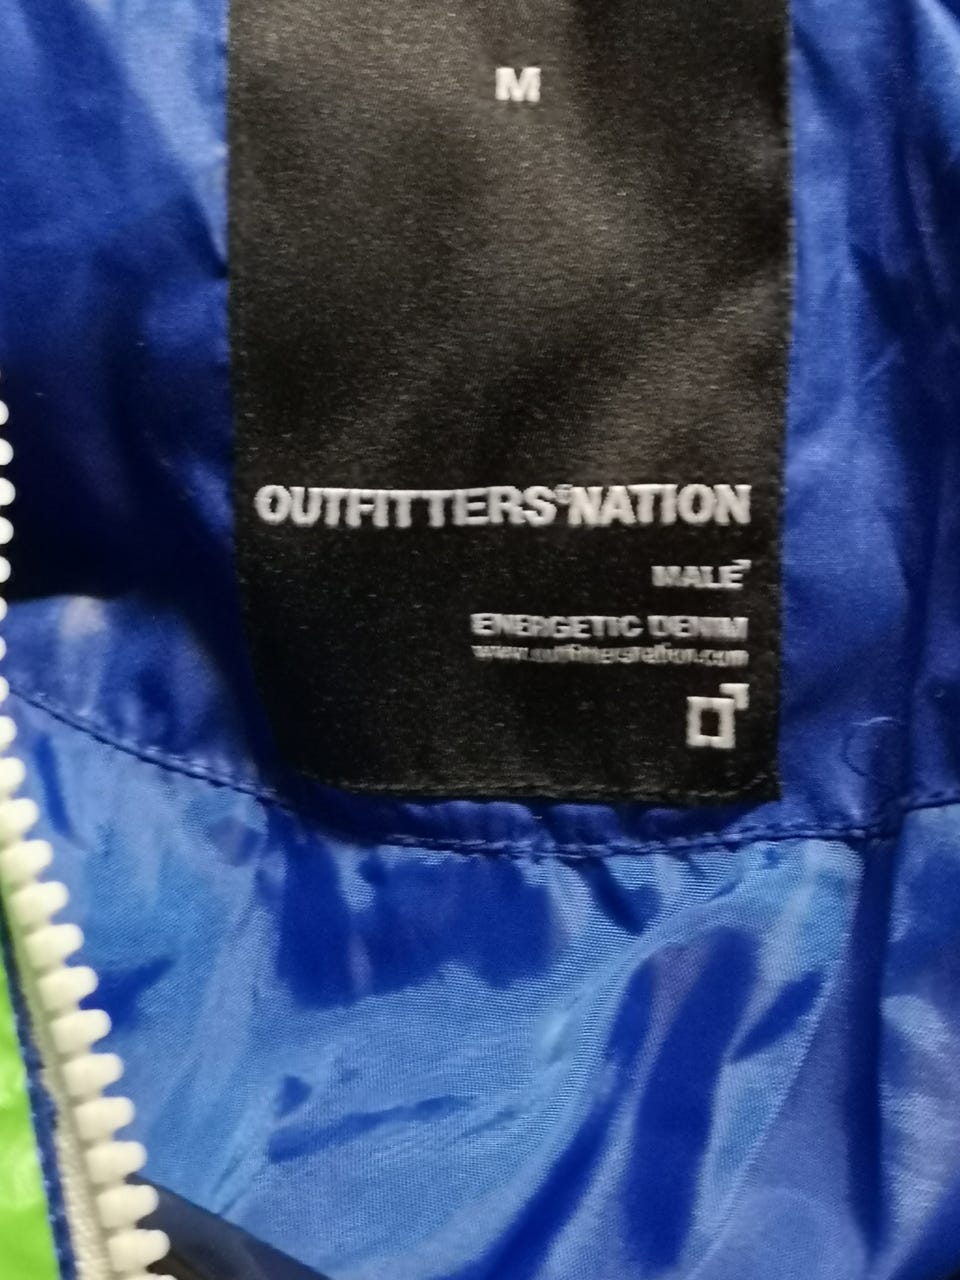 M
OUTFITTERS NATION
MALE
ENERGETIC DENIM
www.outfittersnation.com